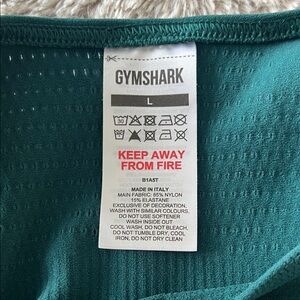 GYMSHARK
L
30
KEEP AWAY
FROM FIRE
B1A5T
MADE IN ITALY
MAIN FABRIC: 85% NYLON
15% ELASTANE
EXCLUSIVE OF DECORATION.
WASH WITH SIMILAR COLOURS,
DO NOT USE SOFTENER
WASH INSIDE OUT
COOL WASH, DO NOT BLEACH,
DO NOT TUMBLE DRY, COOL
IRON, DO NOT DRY CLEAN